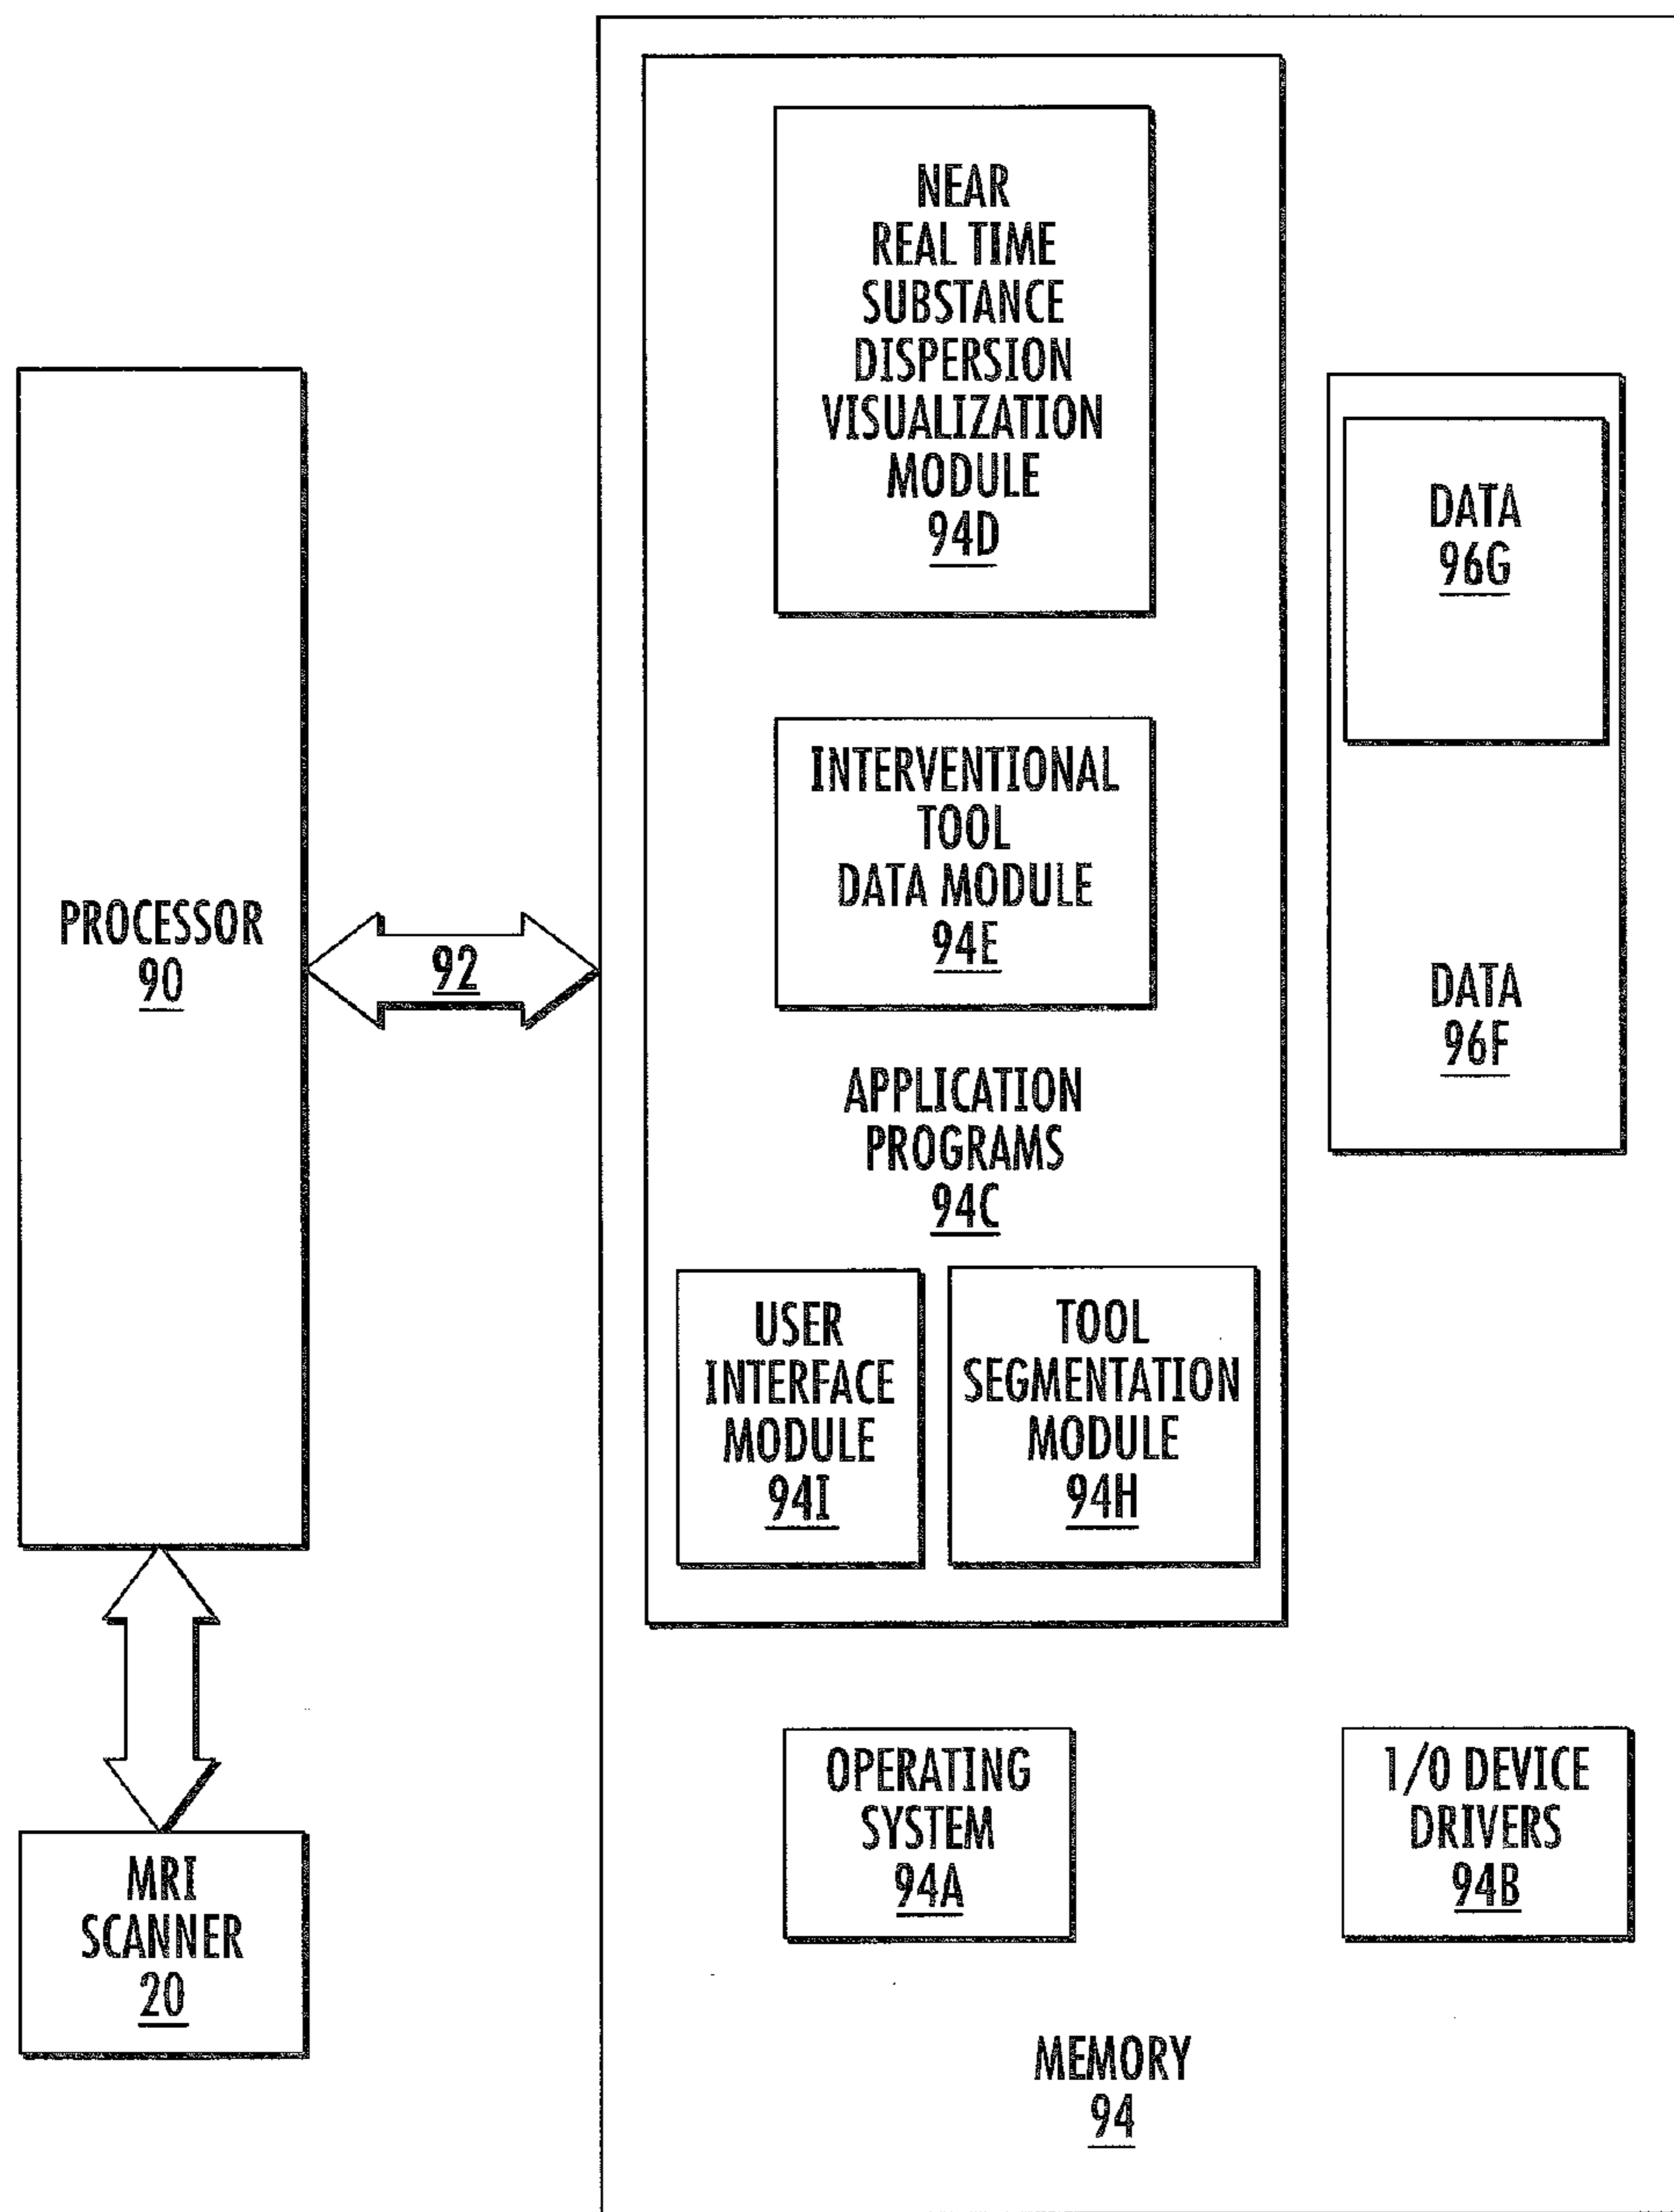 NEAR
REAL TIME
SUBSTANCE
DISPERSION
VISUALIZATION
MODULE
94D
DATA
96G
INTERVENTIONAL
TOOL
DATA MODULE
94E
PROCESSOR
90
92
DATA
96F
APPLICATION
PROGRAMS
94C
USER
INTERFACE
MODULE
94I
TOOL
SEGMENTATION
MODULE
94H
OPERATING
SYSTEM
94A
I/O DEVICE
DRIVERS
94B
MRI
SCANNER
20
MEMORY
94